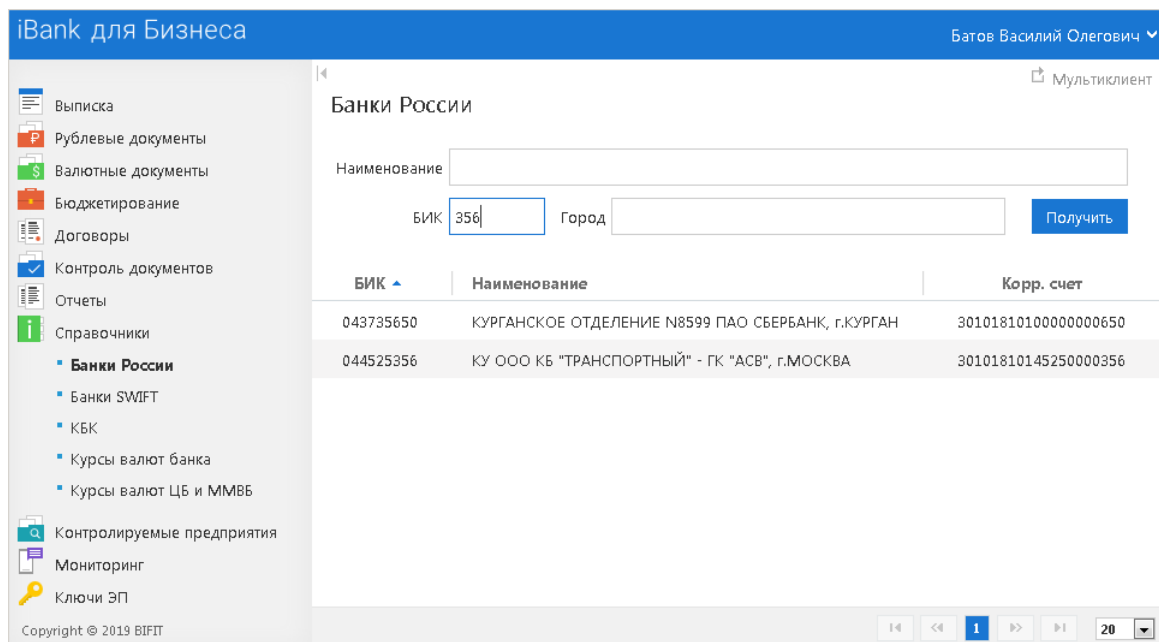 iBank для Бизнеса
Батов Василий Олегович
Мультиклиент
Выписка
Рублевые документы
Валютные документы
Бюджетирование
Договоры
Контроль документов
Отчеты
Справочники
Банки России
Банки SWIFT
КБК
Курсы валют банка
Курсы валют ЦБ и ММВБ
Контролируемые предприятия
Мониторинг
Ключи ЭП
Copyright © 2019 BIFIT
Банки России
Наименование
БИК 356 Город Получить
БИК Наименование Корр. счет
043735650 КУРГАНСКОЕ ОТДЕЛЕНИЕ N8599 ПАО СБЕРБАНК, г.КУРГАН 30101810100000000650
044525356 КУ ООО КБ "ТРАНСПОРТНЫЙ" - ГК "АСВ", г.МОСКВА 30101810145250000356
1 20